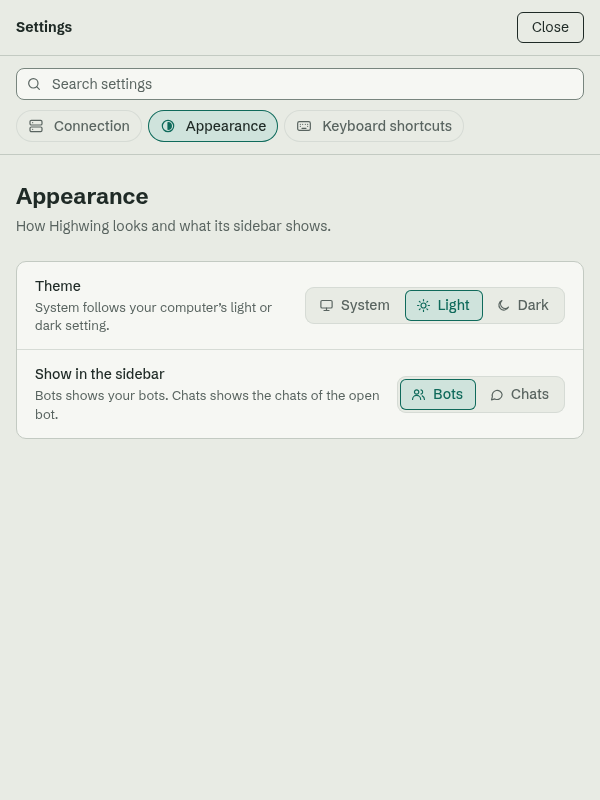 Settings
Close
Search settings
Connection
Appearance
Keyboard shortcuts
Appearance
How Highwing looks and what its sidebar shows.
Theme
System follows your computer’s light or
dark setting.
System
Light
Dark
Show in the sidebar
Bots shows your bots. Chats shows the chats of the open
bot.
Bots
Chats